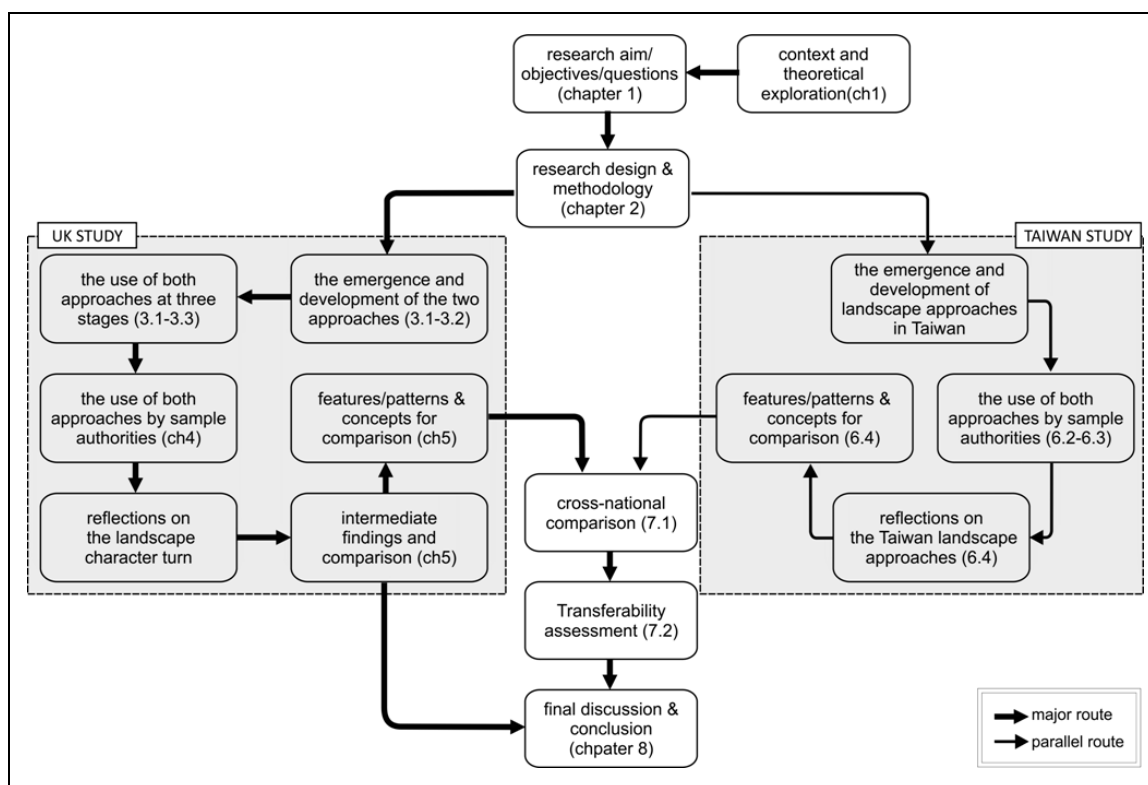 research aim/
objectives/questions
(chapter 1)
context and
theoretical
exploration(ch1)
research design &
methodology
(chapter 2)
UK STUDY
the use of both
approaches at three
stages (3.1-3.3)
the emergence and
development of the two
approaches (3.1-3.2)
the use of both
approaches by sample
authorities (ch4)
features/patterns &
concepts for
comparison (ch5)
reflections on
the landscape
character turn
intermediate
findings and
comparison (ch5)
TAIWAN STUDY
the emergence and
development of
landscape approaches
in Taiwan
features/patterns &
concepts for
comparison (6.4)
the use of both
approaches by sample
authorities (6.2-6.3)
reflections on
the Taiwan landscape
approaches (6.4)
cross-national
comparison (7.1)
Transferability
assessment (7.2)
final discussion &
conclusion
(chpater 8)
major route
parallel route